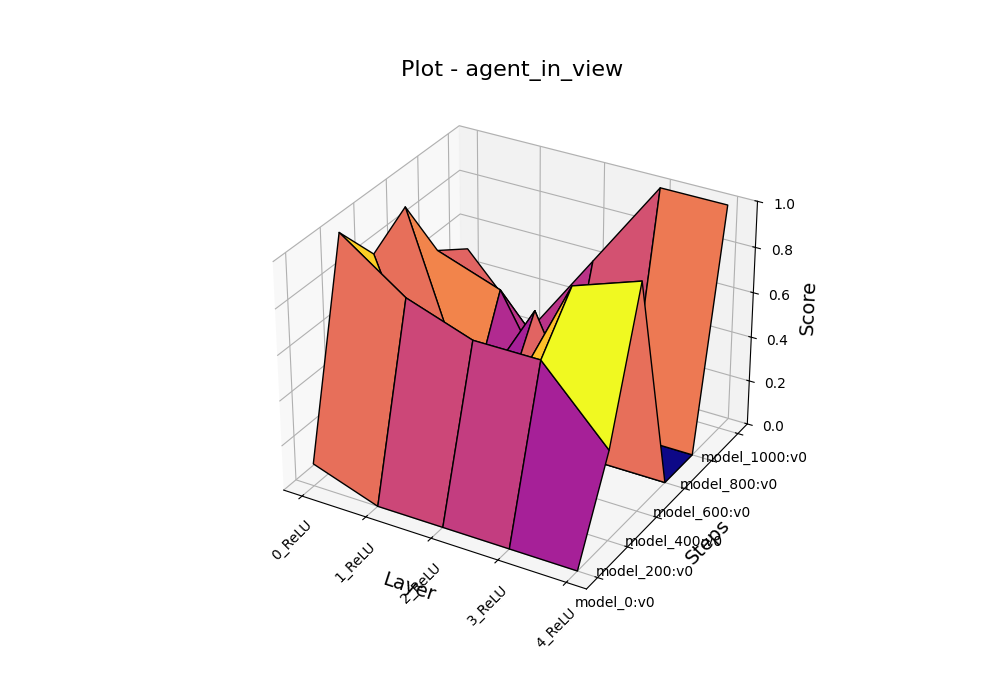 Plot - agent_in_view
1.0
0.8
0.6
0.4
0.2
0.0
Score
model_1000:v0
model_800:v0
model_600:v0
model_400:v0
model_200:v0
model_0:v0
Steps
0_ReLU
1_ReLU
2_ReLU
3_ReLU
4_ReLU
Layer